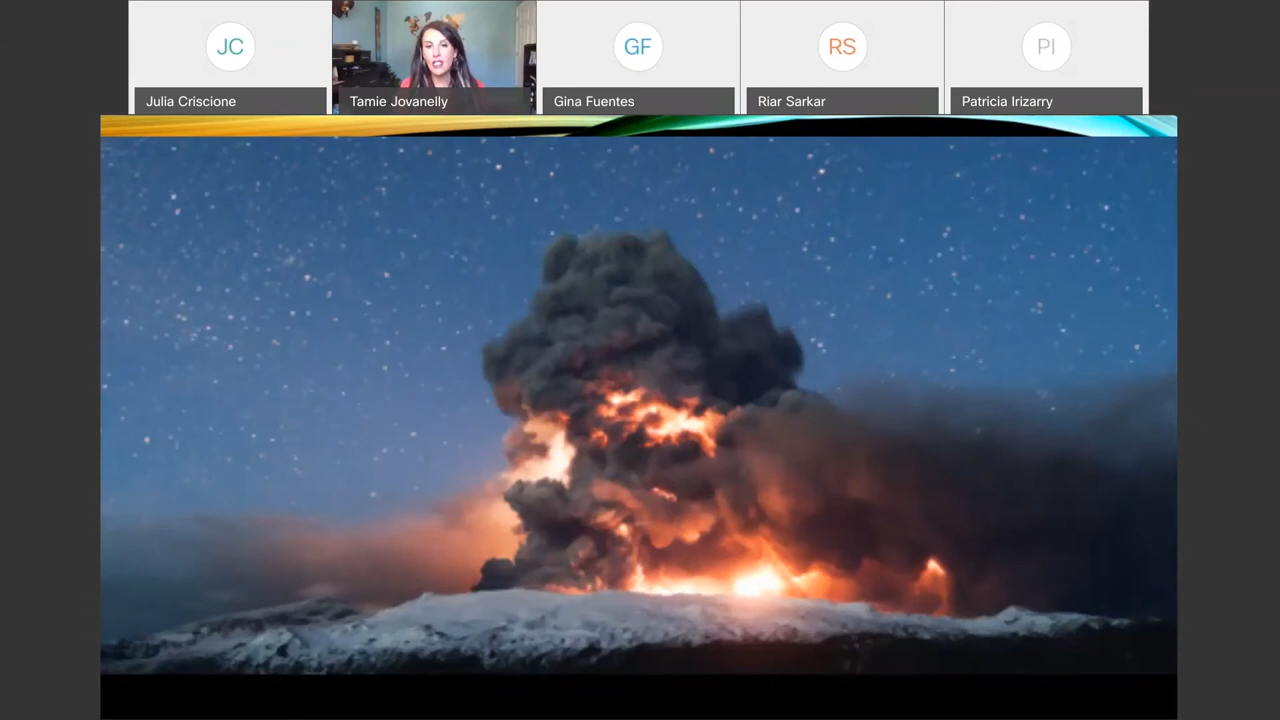 JC
Julia Criscione
Tamie Jovanelly
GF
Gina Fuentes
RS
Riar Sarkar
PI
Patricia Irizarry